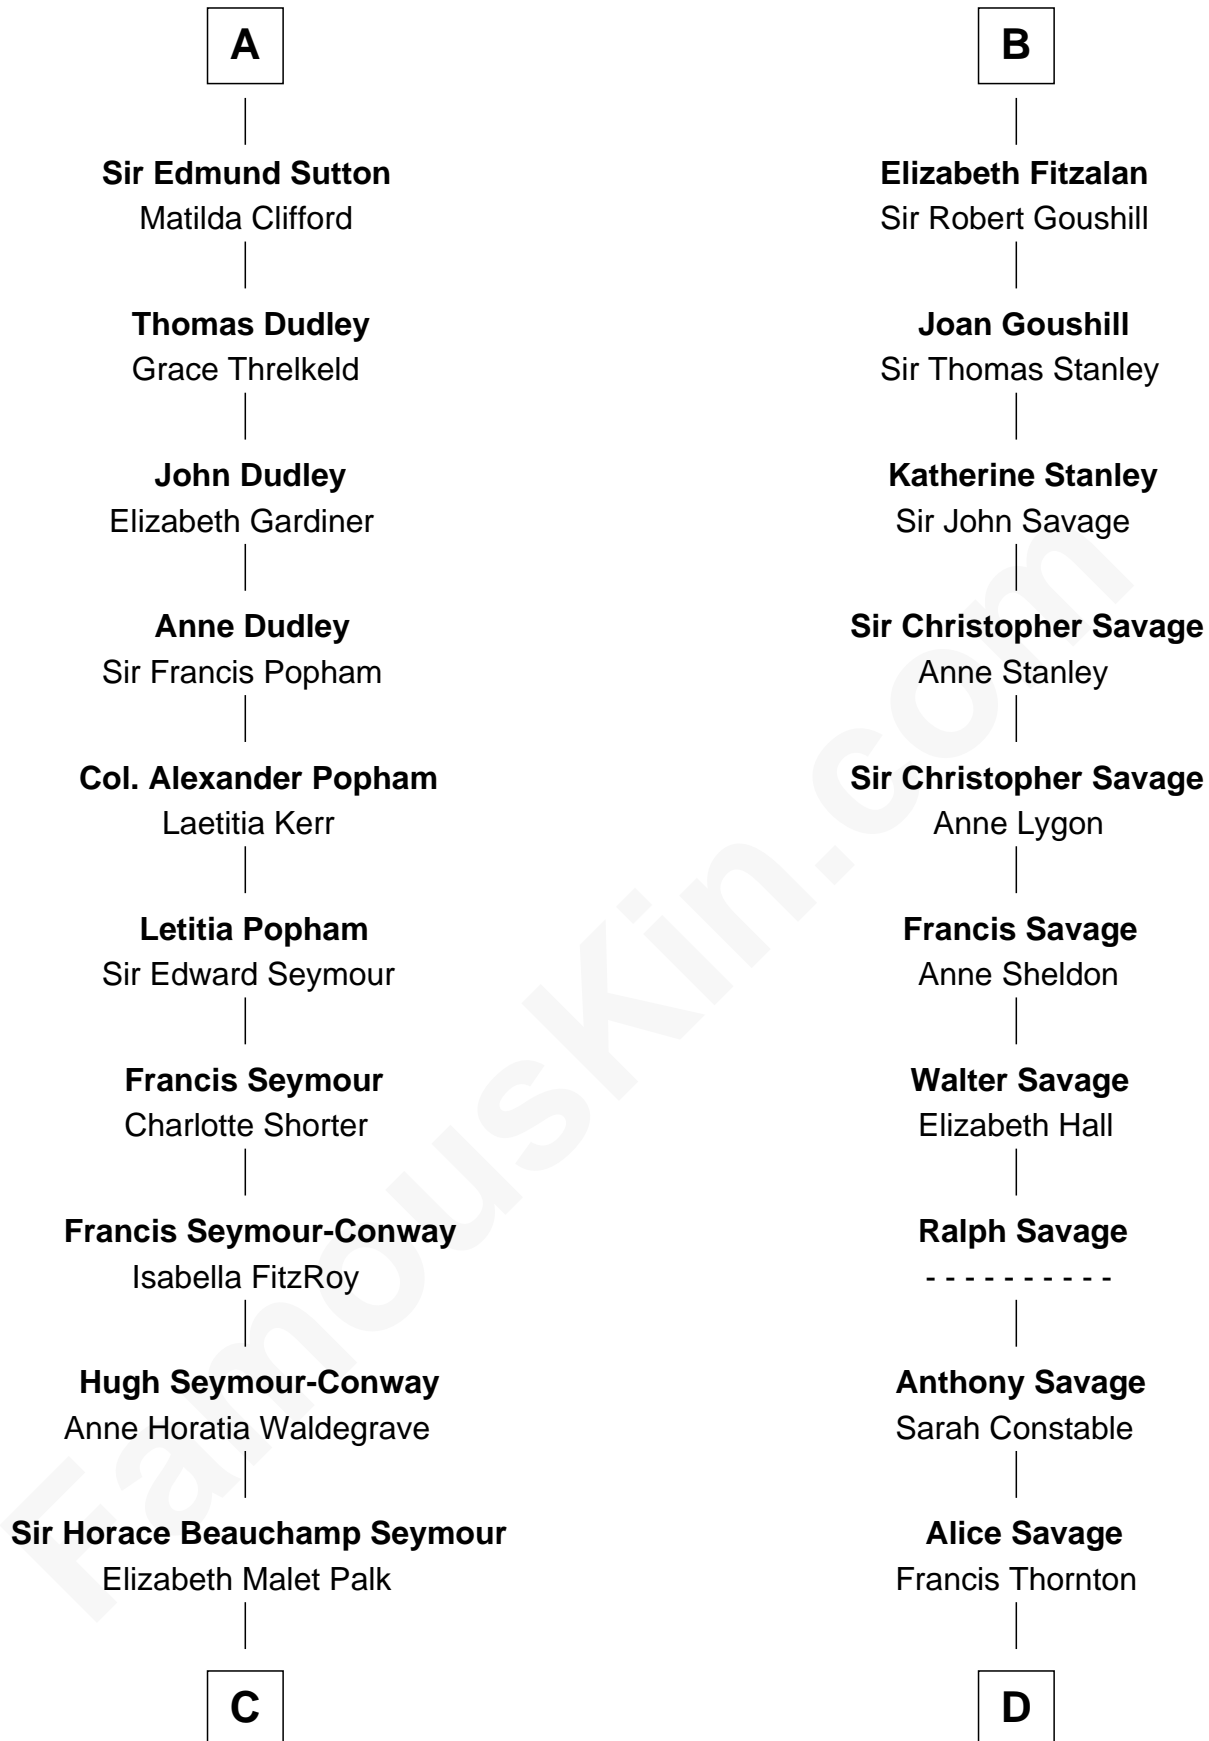 A
Sir Edmund Sutton
Matilda Clifford
Thomas Dudley
Grace Threlkeld
John Dudley
Elizabeth Gardiner
Anne Dudley
Sir Francis Popham
Col. Alexander Popham
Laetitia Kerr
Letitia Popham
Sir Edward Seymour
Francis Seymour
Charlotte Shorter
Francis Seymour-Conway
Isabella FitzRoy
Hugh Seymour-Conway
Anne Horatia Waldegrave
Sir Horace Beauchamp Seymour
Elizabeth Malet Palk
C
B
Elizabeth Fitzalan
Sir Robert Goushill
Joan Goushill
Sir Thomas Stanley
Katherine Stanley
Sir John Savage
Sir Christopher Savage
Anne Stanley
Sir Christopher Savage
Anne Lygon
Francis Savage
Anne Sheldon
Walter Savage
Elizabeth Hall
Ralph Savage
- - - - - - - - - -
Anthony Savage
Sarah Constable
Alice Savage
Francis Thornton
D
FamousKin.com